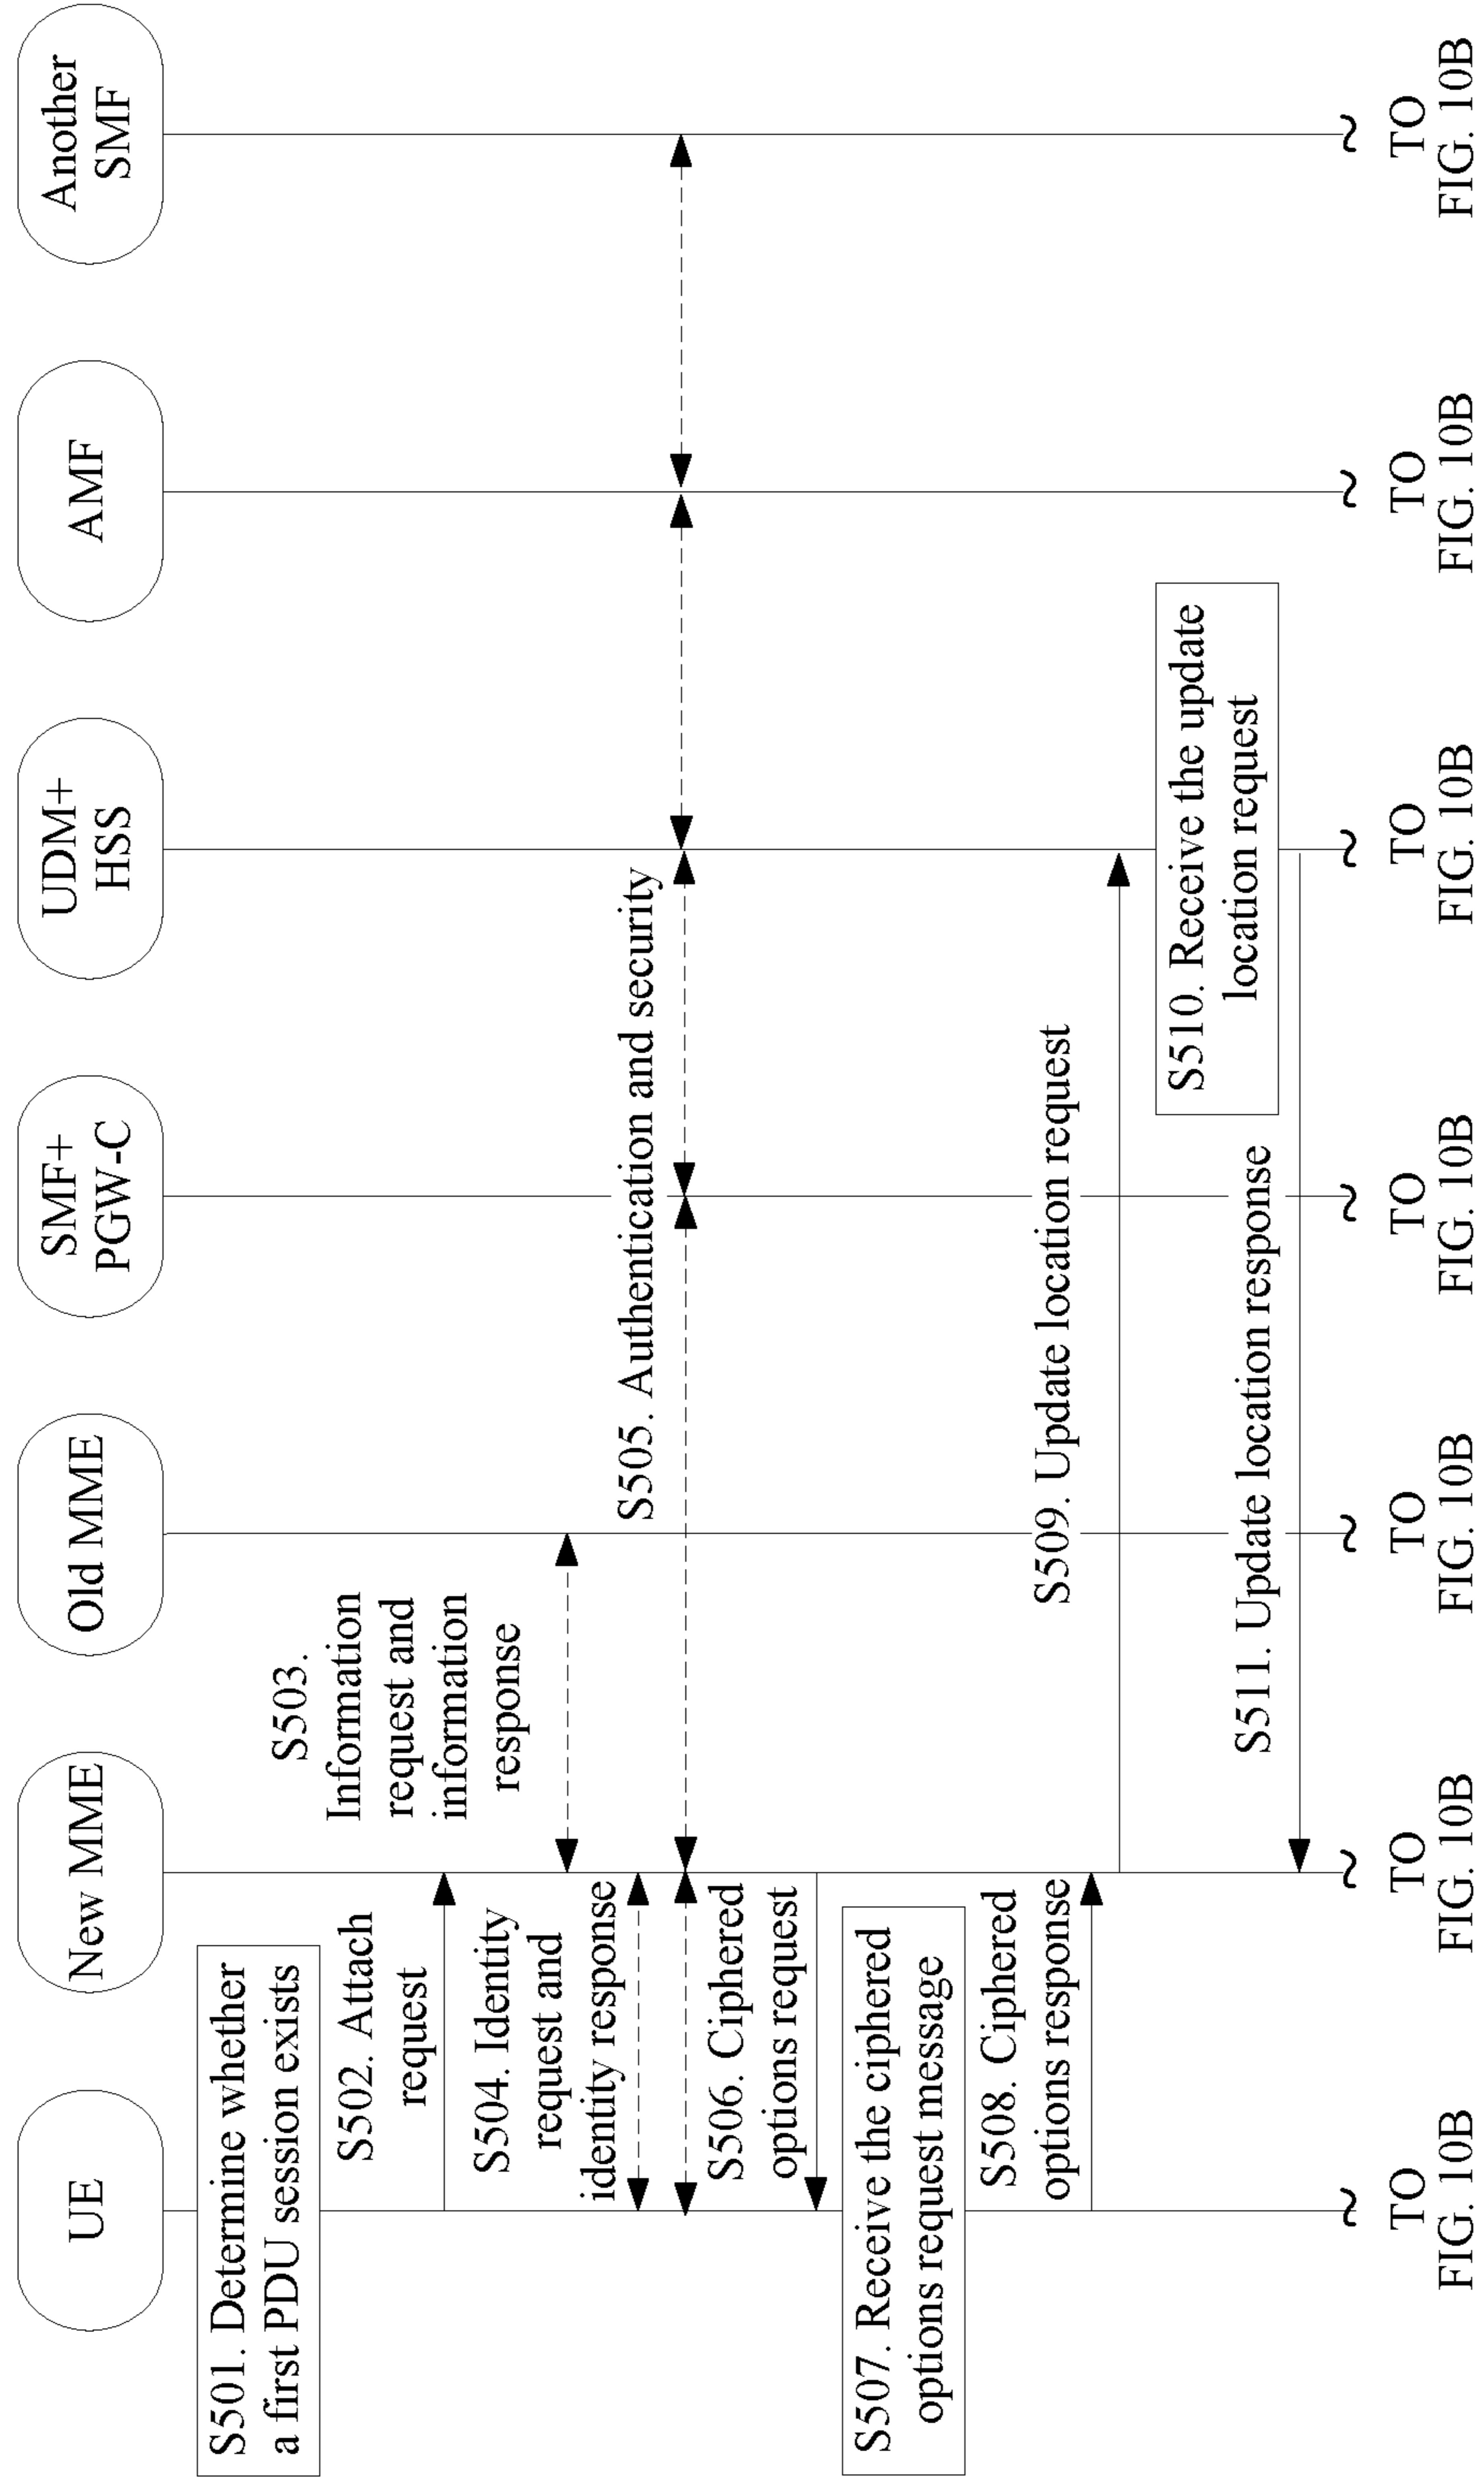 UE
New MME
Old MME
SMF+
PGW-C
UDM+
HSS
AMF
Another
SMF
S501. Determine whether
a first PDU session exists
S502. Attach
request
S503.
Information
request and
information
response
S504. Identity
request and
identity response
S505. Authentication and security
S506. Ciphered
options request
S507. Receive the ciphered
options request message
S508. Ciphered
options response
S509. Update location request
S510. Receive the update
location request
S511. Update location response
TO
FIG. 10B
TO
FIG. 10B
TO
FIG. 10B
TO
FIG. 10B
TO
FIG. 10B
TO
FIG. 10B
TO
FIG. 10B